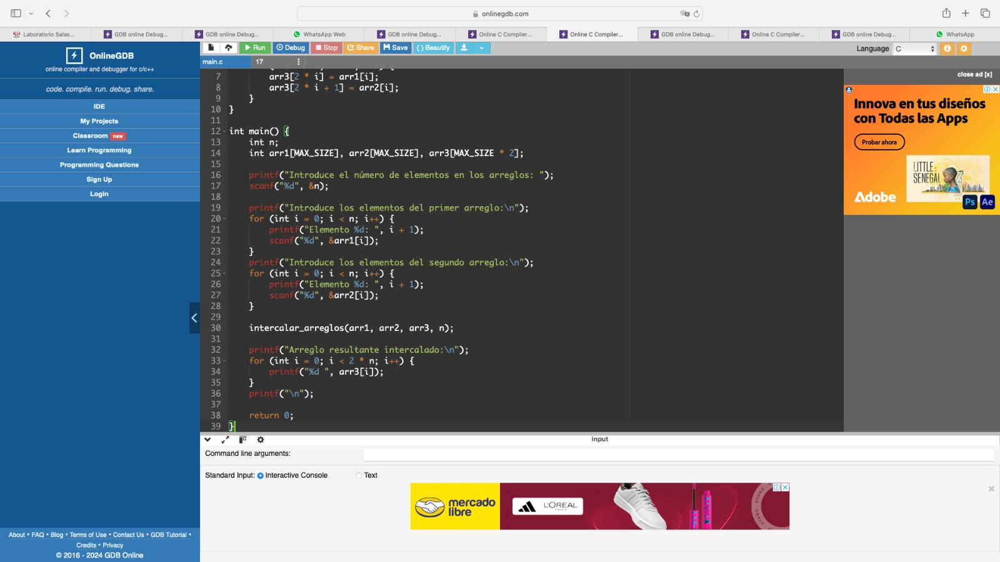 onlinegdb.com
Laboratorio Salas...
GDB online Debug...
GDB online Debug...
WhatsApp Web
GDB online Debug...
Online C Compiler...
Online C Compiler...
GDB online Debug...
Online C Compiler...
GDB online Debug...
WhatsApp
OnlineGDB
online compiler and debugger for c/c++
code. compile. run. debug. share.
IDE
My Projects
Classroom new
Learn Programming
Programming Questions
Sign Up
Login
About • FAQ • Blog • Terms of Use • Contact Us • GDB Tutorial •
Credits • Privacy
© 2016 - 2024 GDB Online
Run Debug Stop Share Save { } Beautify
Language C
main.c 17
7 arr3[2 * i] = arr1[i];
8 arr3[2 * i + 1] = arr2[i];
9 }
10 }
11
12 int main() {
13 int n;
14 int arr1[MAX_SIZE], arr2[MAX_SIZE], arr3[MAX_SIZE * 2];
15
16 printf("Introduce el número de elementos en los arreglos: ");
17 scanf("%d", &n);
18
19 printf("Introduce los elementos del primer arreglo:\n");
20 for (int i = 0; i < n; i++) {
21 printf("Elemento %d: ", i + 1);
22 scanf("%d", &arr1[i]);
23 }
24 printf("Introduce los elementos del segundo arreglo:\n");
25 for (int i = 0; i < n; i++) {
26 printf("Elemento %d: ", i + 1);
27 scanf("%d", &arr2[i]);
28 }
29
30 intercalar_arreglos(arr1, arr2, arr3, n);
31
32 printf("Arreglo resultante intercalado:\n");
33 for (int i = 0; i < 2 * n; i++) {
34 printf("%d ", arr3[i]);
35 }
36 printf("\n");
37
38 return 0;
39 }
close ad [x]
Innova en tus diseños
con Todas las Apps
Probar ahora
LITTLE
SENEGAL
Adobe
Ps Ae
input
Command line arguments:
Standard Input: Interactive Console Text
mercado
libre
L'ORÉAL
PARIS